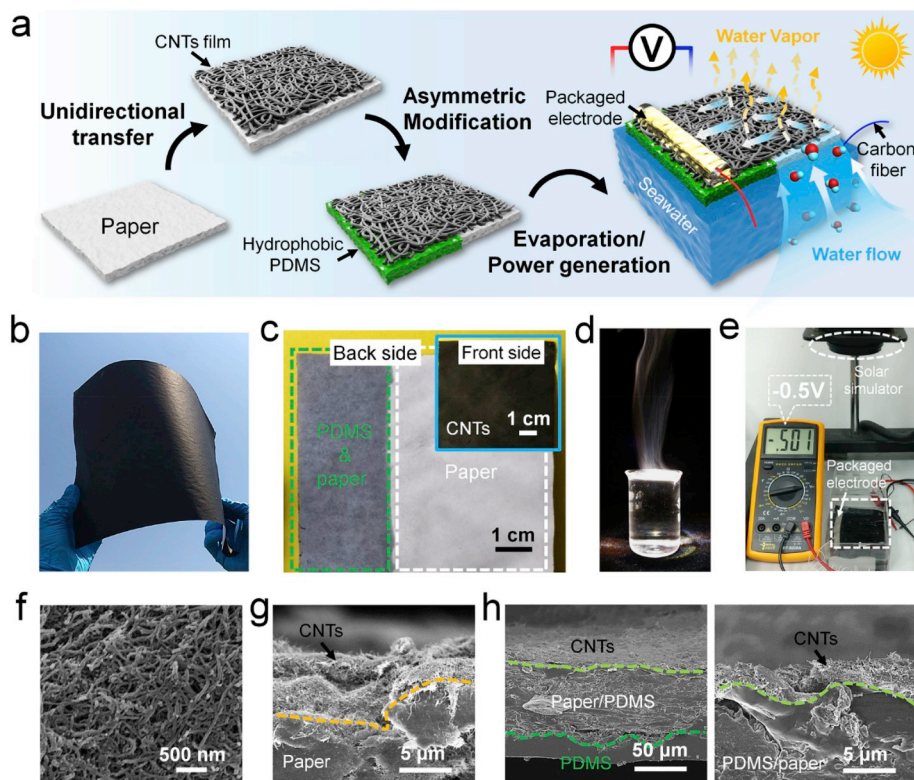 a
CNTs film
Unidirectional
transfer
Paper
Asymmetric
Modification
Hydrophobic
PDMS
Evaporation/
Power generation
V
Water Vapor
Packaged
electrode
Carbon
fiber
Seawater
Water flow
b
c
Back side
Front side
PDMS
&
paper
CNTs
1 cm
Paper
1 cm
d
e
Solar
simulator
-0.5V
-.501
Packaged
electrode
f
500 nm
g
CNTs
Paper
5 μm
h
CNTs
Paper/PDMS
PDMS
50 μm
CNTs
PDMS/paper
5 μm